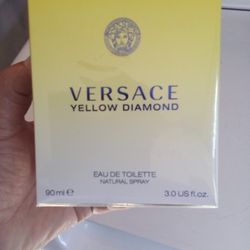 VERSACE
YELLOW DIAMOND
EAU DE TOILETTE
NATURAL SPRAY
90 ml ℮ 3.0 US fl.oz.